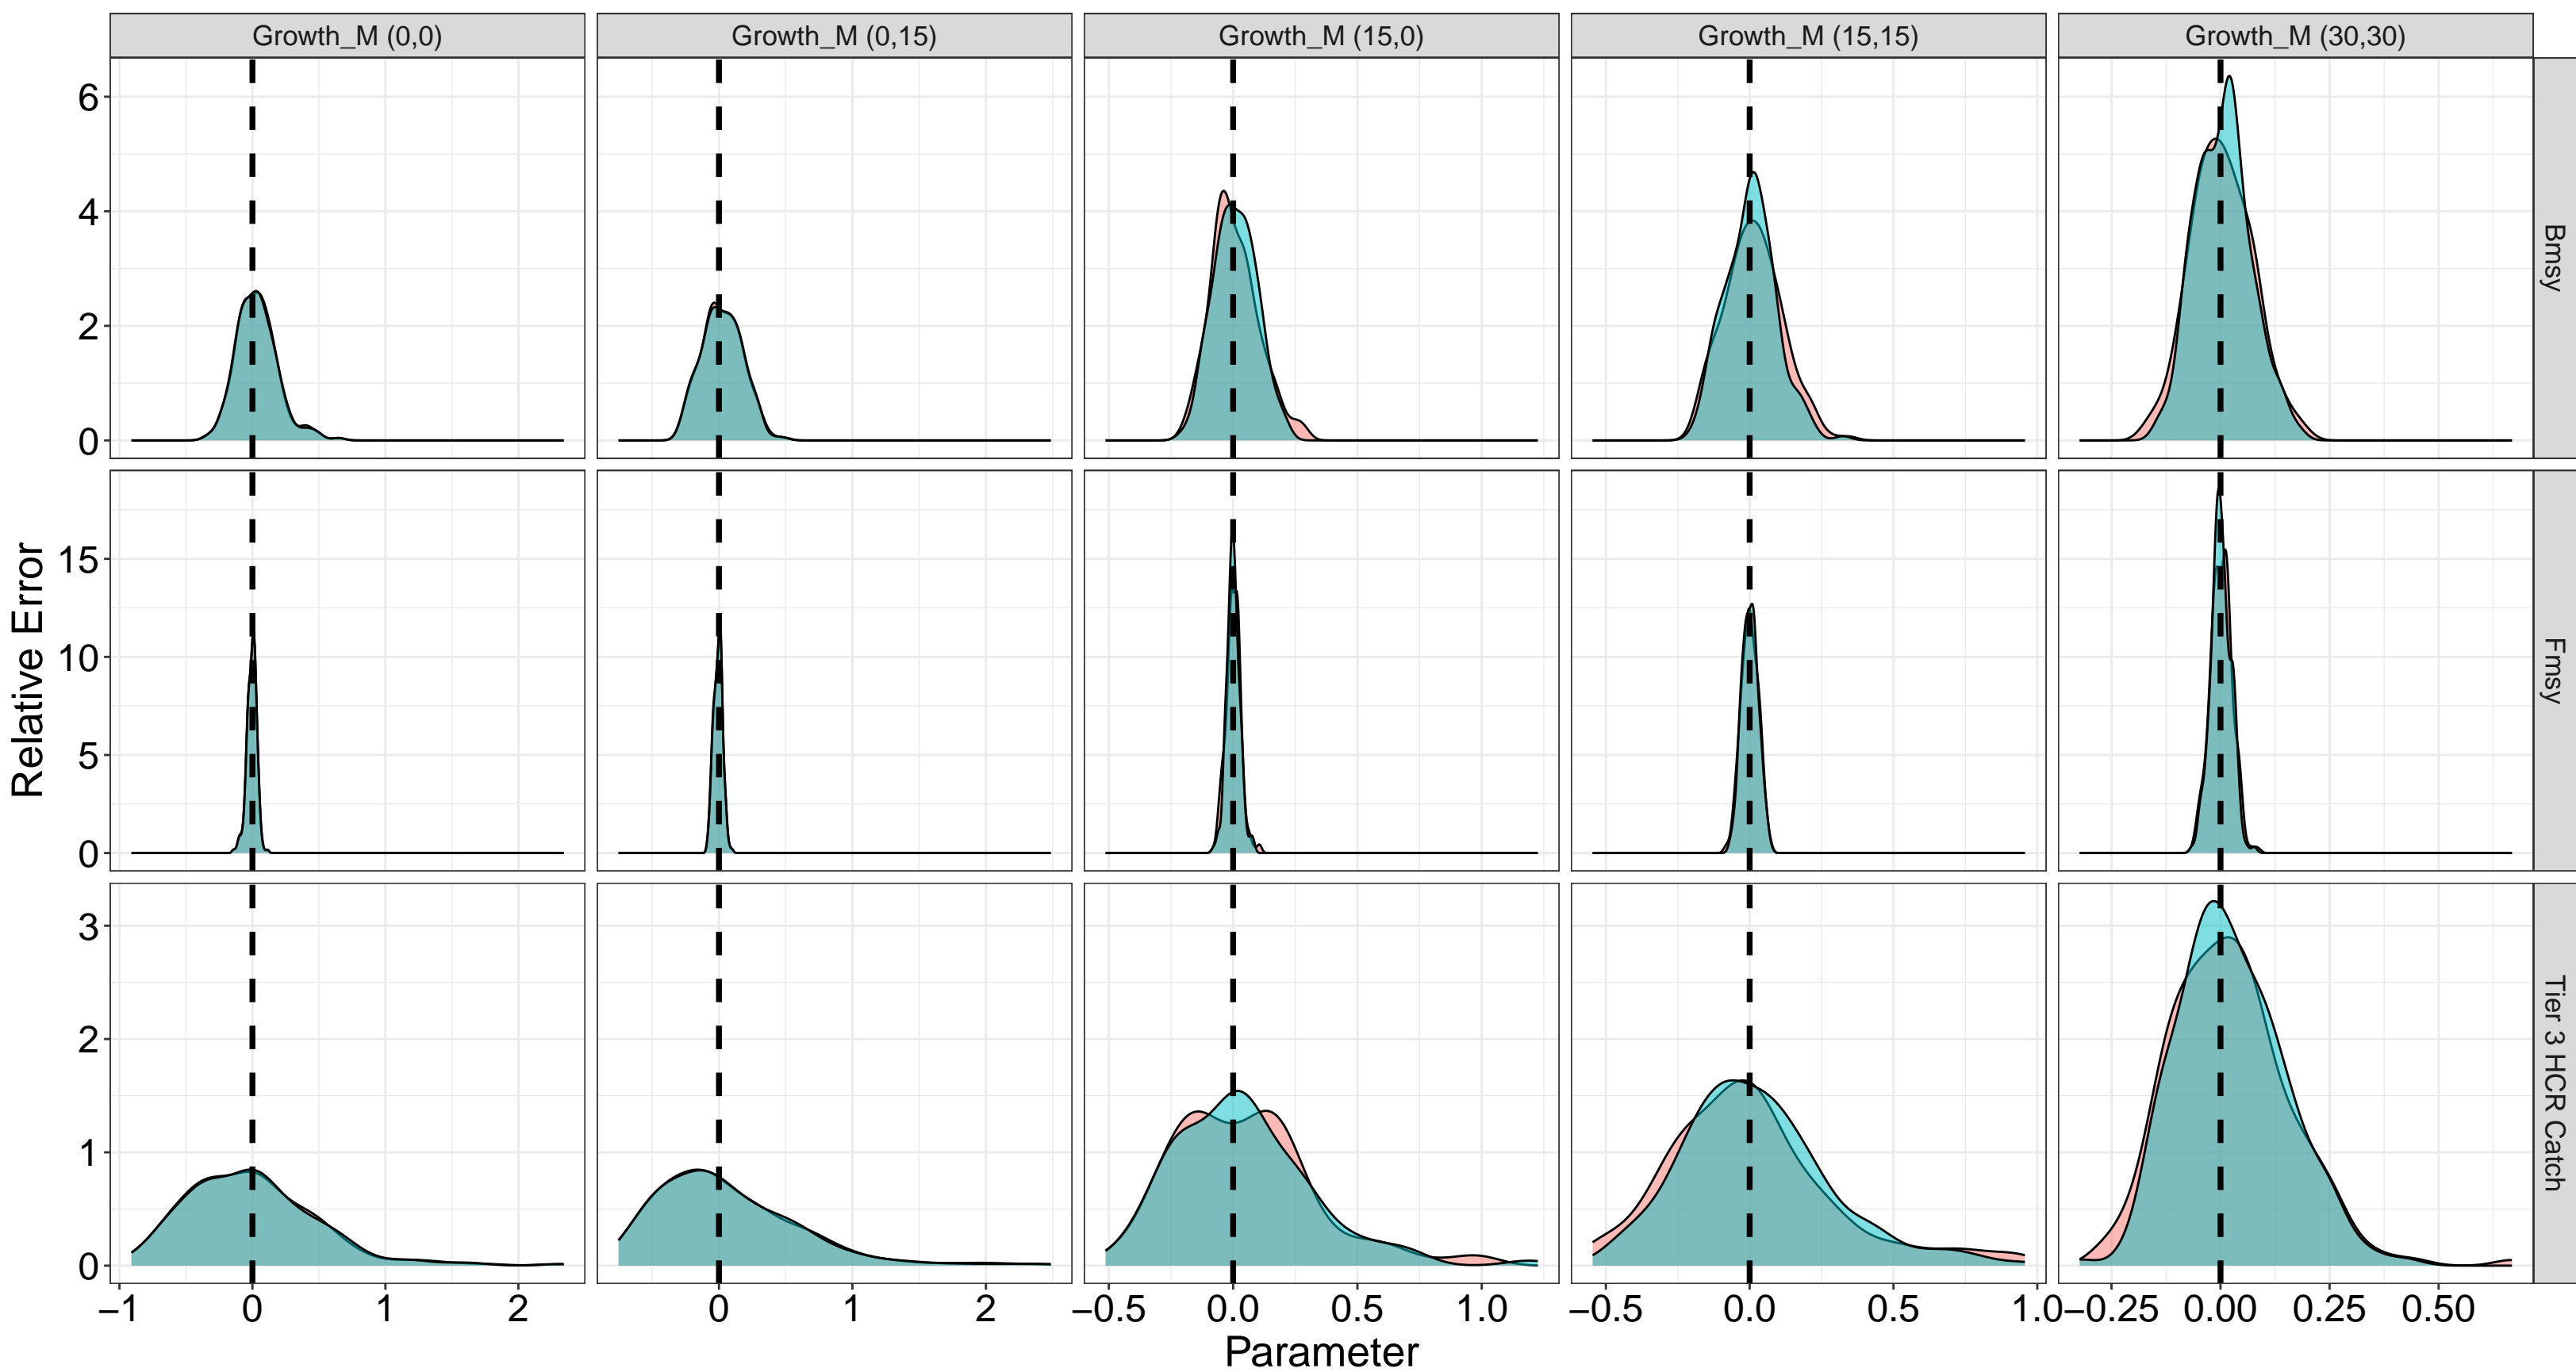 Growth_M (0,0) Growth_M (0,15) Growth_M (15,0) Growth_M (15,15) Growth_M (30,30)
6
4
2
0
Bmsy
15
10
5
0
Fmsy
3
2
1
0
Tier 3 HCR Catch
Relative Error
−1 0 1 2 0 1 2 −0.5 0.0 0.5 1.0 −0.5 0.0 0.5 1.0 −0.25 0.00 0.25 0.50
Parameter